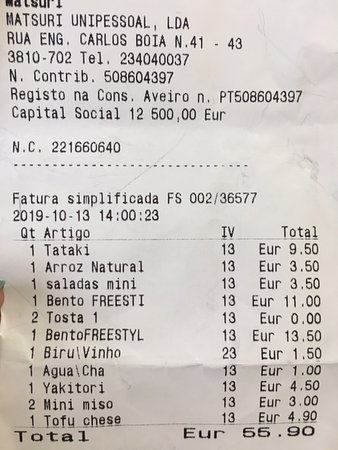 Matsuri
MATSURI UNIPESSOAL, LDA
RUA ENG. CARLOS BOIA N.41 - 43
3810-702 Tel. 234040037
N. Contrib. 508604397
Registo na Cons. Aveiro n. PT508604397
Capital Social 12 500,00 Eur
N.C. 221660640
--------------------------------
Fatura simplificada FS 002/36577
2019-10-13 14:00:23
Qt Artigo IV Total
1 Tataki 13 Eur 9.50
1 Arroz Natural 13 Eur 3.50
1 saladas mini 13 Eur 3.50
1 Bento FREESTI 13 Eur 11.00
2 Tosta 1 13 Eur 0.00
1 BentoFREESTYL 13 Eur 13.50
1 Biru\Vinho 23 Eur 1.50
1 Agua\Cha 13 Eur 1.00
1 Yakitori 13 Eur 4.50
2 Mini miso 13 Eur 3.00
1 Tofu chese 13 Eur 4.90
Total Eur 55.90